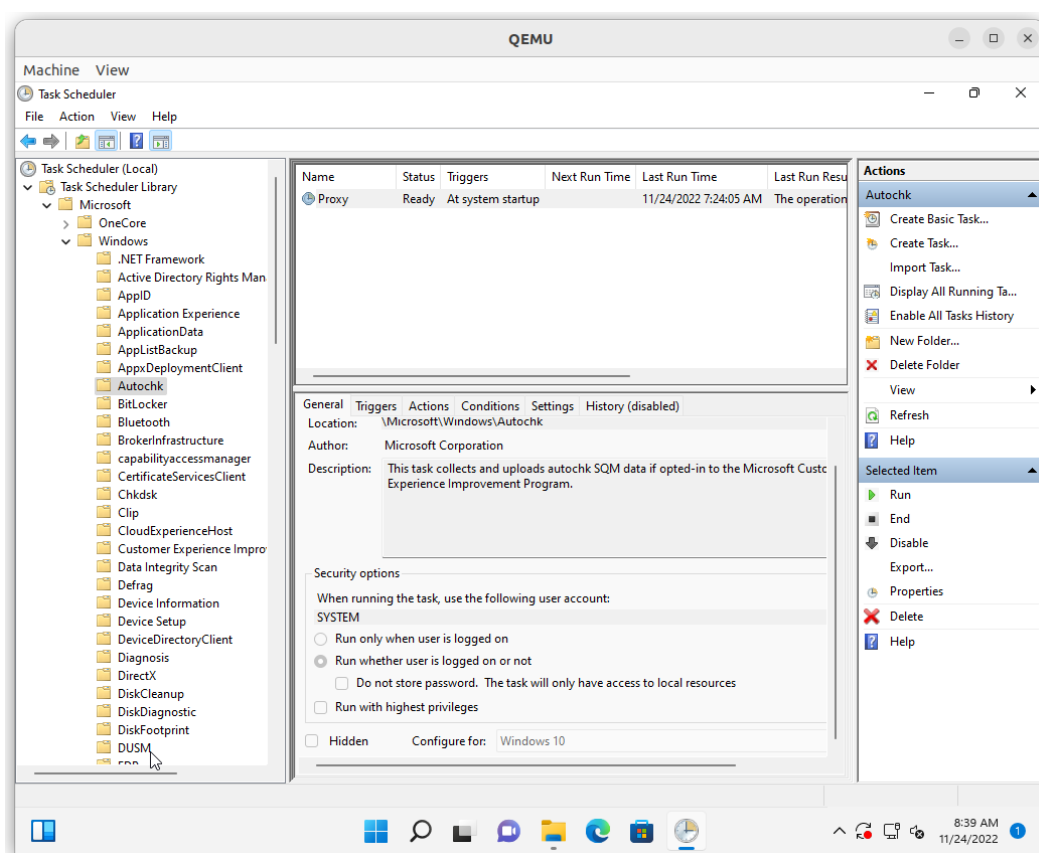 QEMU
Machine View
Task Scheduler
File Action View Help
Task Scheduler (Local)
Task Scheduler Library
Microsoft
OneCore
Windows
.NET Framework
Active Directory Rights Man
AppID
Application Experience
ApplicationData
AppListBackup
AppxDeploymentClient
Autochk
BitLocker
Bluetooth
BrokerInfrastructure
capabilityaccessmanager
CertificateServicesClient
Chkdsk
Clip
CloudExperienceHost
Customer Experience Impro
Data Integrity Scan
Defrag
Device Information
Device Setup
DeviceDirectoryClient
Diagnosis
DirectX
DiskCleanup
DiskDiagnostic
DiskFootprint
DUSM
Name Status Triggers Next Run Time Last Run Time Last Run Resu
Proxy Ready At system startup 11/24/2022 7:24:05 AM The operation
General Triggers Actions Conditions Settings History (disabled)
Location: \Microsoft\Windows\Autochk
Author: Microsoft Corporation
Description: This task collects and uploads autochk SQM data if opted-in to the Microsoft Custo
Experience Improvement Program.
Security options
When running the task, use the following user account:
SYSTEM
Run only when user is logged on
Run whether user is logged on or not
Do not store password. The task will only have access to local resources
Run with highest privileges
Hidden Configure for: Windows 10
Actions
Autochk
Create Basic Task...
Create Task...
Import Task...
Display All Running Ta...
Enable All Tasks History
New Folder...
Delete Folder
View
Refresh
Help
Selected Item
Run
End
Disable
Export...
Properties
Delete
Help
8:39 AM
11/24/2022
1